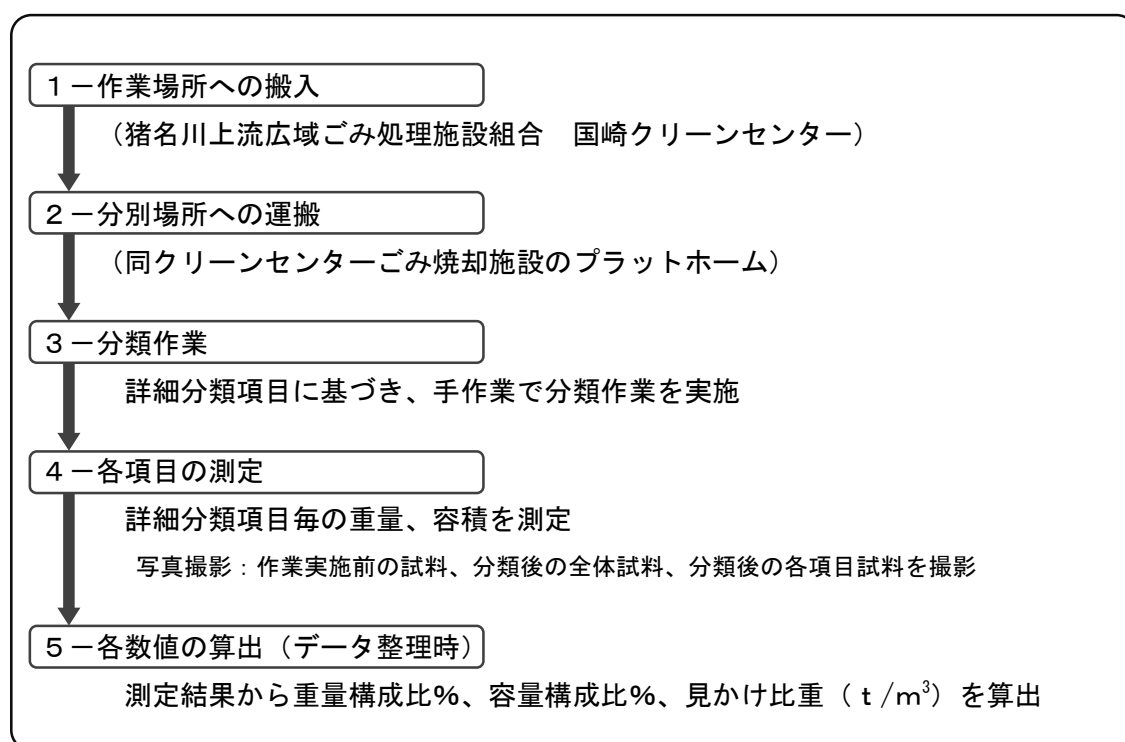 １－作業場所への搬入
（猪名川上流広域ごみ処理施設組合　国崎クリーンセンター）
２－分別場所への運搬
（同クリーンセンターごみ焼却施設のプラットホーム）
３－分類作業
詳細分類項目に基づき、手作業で分類作業を実施
４－各項目の測定
詳細分類項目毎の重量、容積を測定
写真撮影：作業実施前の試料、分類後の全体試料、分類後の各項目試料を撮影
５－各数値の算出（データ整理時）
測定結果から重量構成比％、容量構成比％、見かけ比重（ｔ/ｍ³）を算出